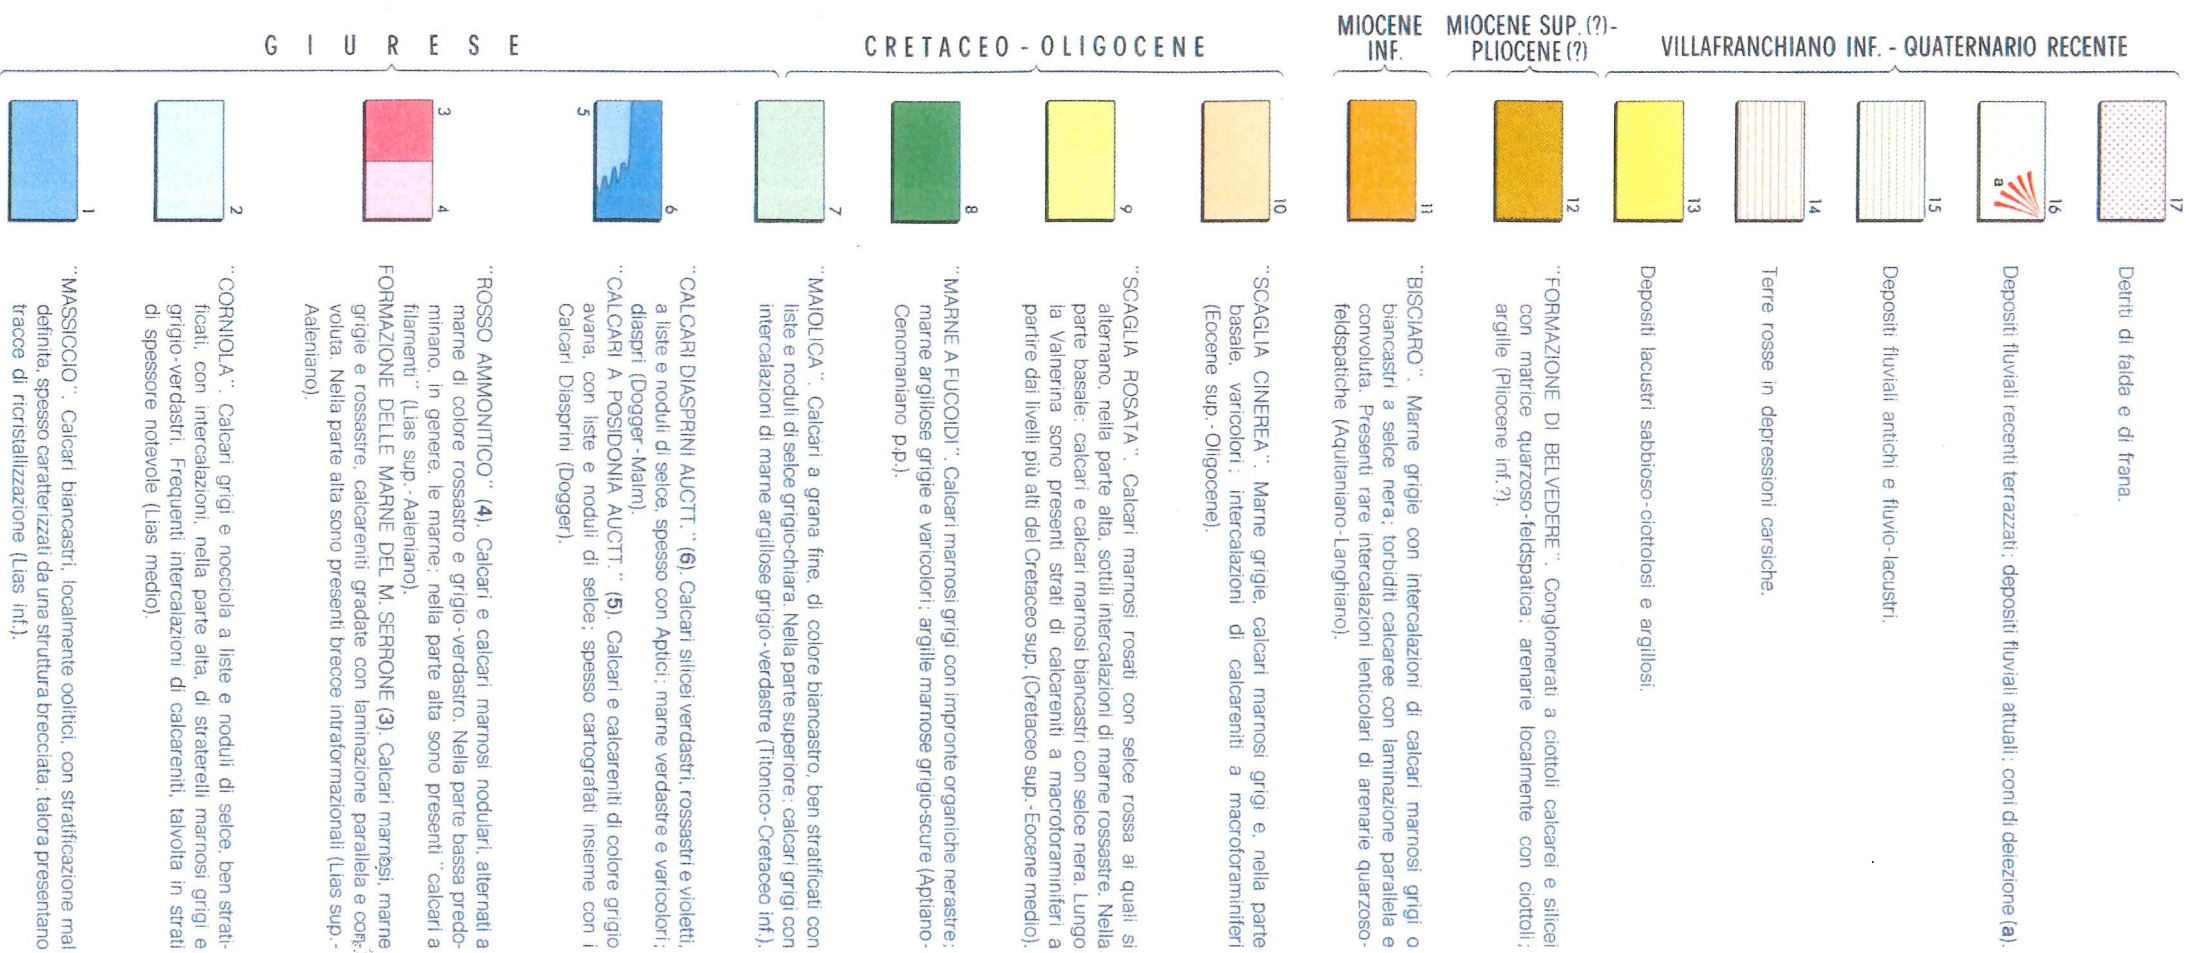 GIURESE
CRETACEO - OLIGOCENE
MIOCENE
INF.
MIOCENE SUP. (?)-
PLIOCENE (?)
VILLAFRANCHIANO INF. - QUATERNARIO RECENTE
17
Detriti di falda e di frana.
16
a
Depositi fluviali recenti terrazzati; depositi fluviali attuali; coni di deiezione (a).
15
Depositi fluviali antichi e fluvio-lacustri.
14
Terre rosse in depressioni carsiche.
13
Depositi lacustri sabbioso-ciottolosi e argillosi.
12
"FORMAZIONE DI BELVEDERE". Conglomerati a ciottoli calcarei e silicei
con matrice quarzoso-feldspatica; arenarie localmente con ciottoli;
argille (Pliocene inf.?).
11
"BISCIARO". Marne grigie con intercalazioni di calcari marnosi grigi o
biancastri a selce nera; torbiditi calcaree con laminazione parallela e
convoluta. Presenti rare intercalazioni lenticolari di arenarie quarzoso-
feldspatiche (Aquitaniano-Langhiano).
10
"SCAGLIA CINEREA". Marne grigie, calcari marnosi grigi e, nella parte
basale, varicolori; intercalazioni di calcareniti a macroforaminiferi
(Eocene sup.-Oligocene).
9
"SCAGLIA ROSATA". Calcari marnosi rosati con selce rossa ai quali si
alternano, nella parte alta, sottili intercalazioni di marne rossastre. Nella
parte basale: calcari e calcari marnosi biancastri con selce nera. Lungo
la Valnerina sono presenti strati di calcareniti a macroforaminiferi a
partire dai livelli più alti del Cretaceo sup. (Cretaceo sup.-Eocene medio).
8
"MARNE A FUCOIDI". Calcari marnosi grigi con impronte organiche nerastre;
marne argillose grigie e varicolori; argille marnose grigio-scure (Aptiano-
Cenomaniano p.p.).
7
"MAIOLICA". Calcari a grana fine, di colore biancastro, ben stratificati con
liste e noduli di selce grigio-chiara. Nella parte superiore: calcari grigi con
intercalazioni di marne argillose grigio-verdastre (Titonico-Cretaceo inf.).
5
6
"CALCARI DIASPRINI AUCTT." (6). Calcari silicei verdastri, rossastri e violetti,
a liste e noduli di selce, spesso con Aptici; marne verdastre e varicolori;
diaspri (Dogger-Malm).
"CALCARI A POSIDONIA AUCTT." (5). Calcari e calcareniti di colore grigio
avana, con liste e noduli di selce; spesso cartografati insieme con i
Calcari Diasprini (Dogger).
3
4
"ROSSO AMMONITICO" (4). Calcari e calcari marnosi nodulari, alternati a
marne di colore rossastro e grigio-verdastro. Nella parte bassa predo-
minano, in genere, le marne; nella parte alta sono presenti "calcari a
filamenti" (Lias sup.-Aaleniano).
FORMAZIONE DELLE MARNE DEL M. SERRONE (3). Calcari marnosi, marne
grigie e rossastre, calcareniti gradate con laminazione parallela e con-
voluta. Nella parte alta sono presenti brecce intraformazionali (Lias sup.-
Aaleniano).
2
"CORNIOLA". Calcari grigi e nocciola a liste e noduli di selce, ben strati-
ficati, con intercalazioni, nella parte alta, di straterelli marnosi grigi e
grigio-verdastri. Frequenti intercalazioni di calcareniti, talvolta in strati
di spessore notevole (Lias medio).
1
"MASSICCIO". Calcari biancastri, localmente oolitici, con stratificazione mal
definita, spesso caratterizzati da una struttura brecciata; talora presentano
tracce di ricristallizzazione (Lias inf.).